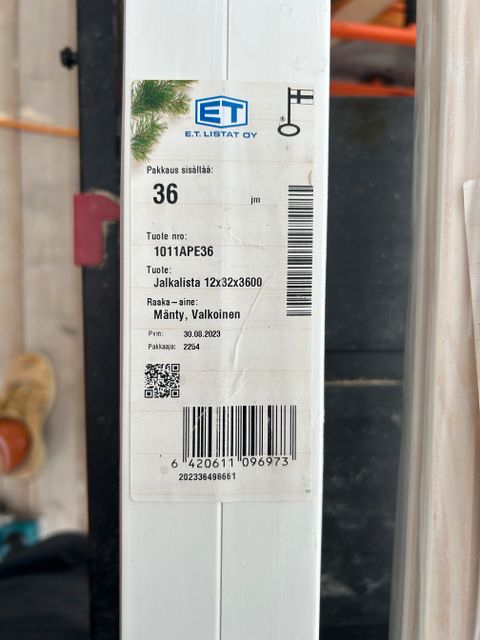 ET
E.T. LISTAT OY
®
Pakkaus sisältää:
36 jm
Tuote nro:
1011APE36
Tuote:
Jalkalista 12x32x3600
Raaka-aine:
Mänty, Valkoinen
Pvm: 30.08.2023
Pakkaaja: 2254
6 420611 096973
202336498661